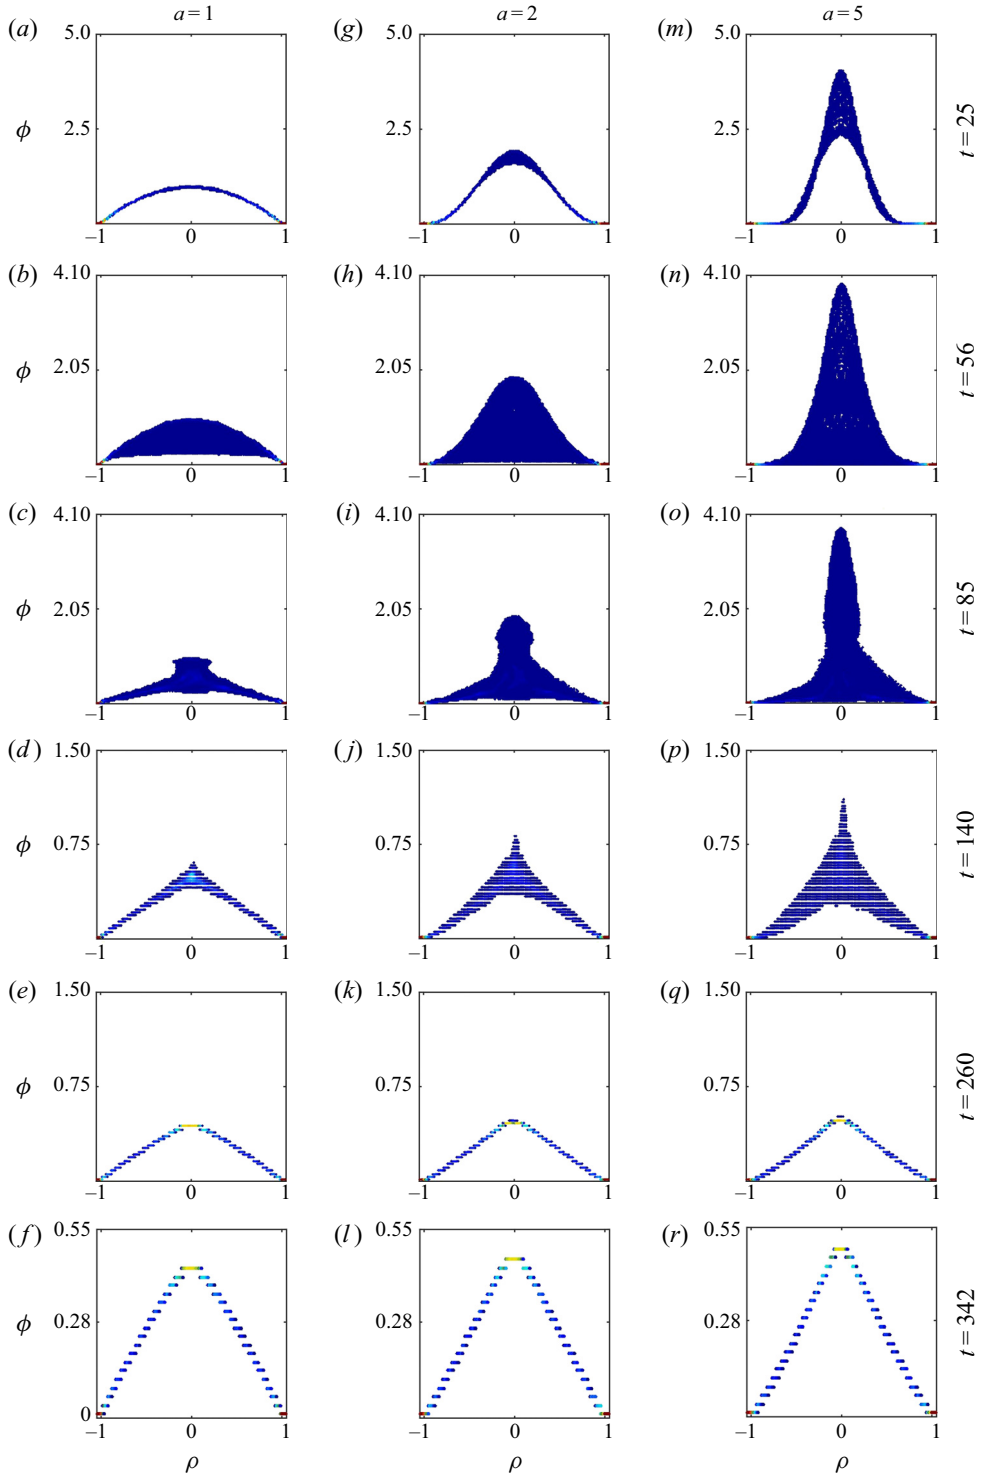 a = 1 a = 2 a = 5
(a) 5.0 (g) 5.0 (m) 5.0
ϕ 2.5 2.5 2.5 t = 25
–1 0 1 –1 0 1 –1 0 1
(b) 4.10 (h) 4.10 (n) 4.10
ϕ 2.05 2.05 2.05 t = 56
–1 0 1 –1 0 1 –1 0 1
(c) 4.10 (i) 4.10 (o) 4.10
ϕ 2.05 2.05 2.05 t = 85
–1 0 1 –1 0 1 –1 0 1
(d) 1.50 (j) 1.50 (p) 1.50
ϕ 0.75 0.75 0.75 t = 140
–1 0 1 –1 0 1 –1 0 1
(e) 1.50 (k) 1.50 (q) 1.50
ϕ 0.75 0.75 0.75 t = 260
–1 0 1 –1 0 1 –1 0 1
(f) 0.55 (l) 0.55 (r) 0.55
ϕ 0.28 0.28 0.28 t = 342
0
–1 0 1 –1 0 1 –1 0 1
ρ ρ ρ